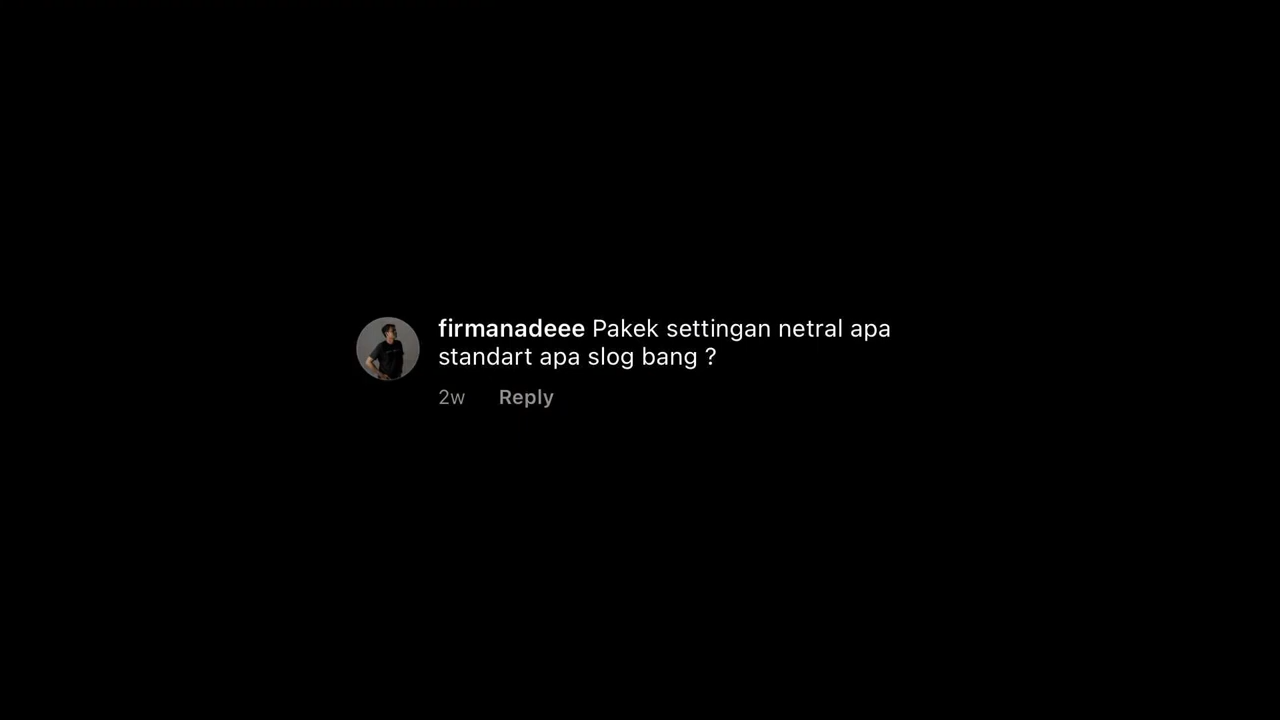 firmanadeee Pakek settingan netral apa
standart apa slog bang ?
2w Reply